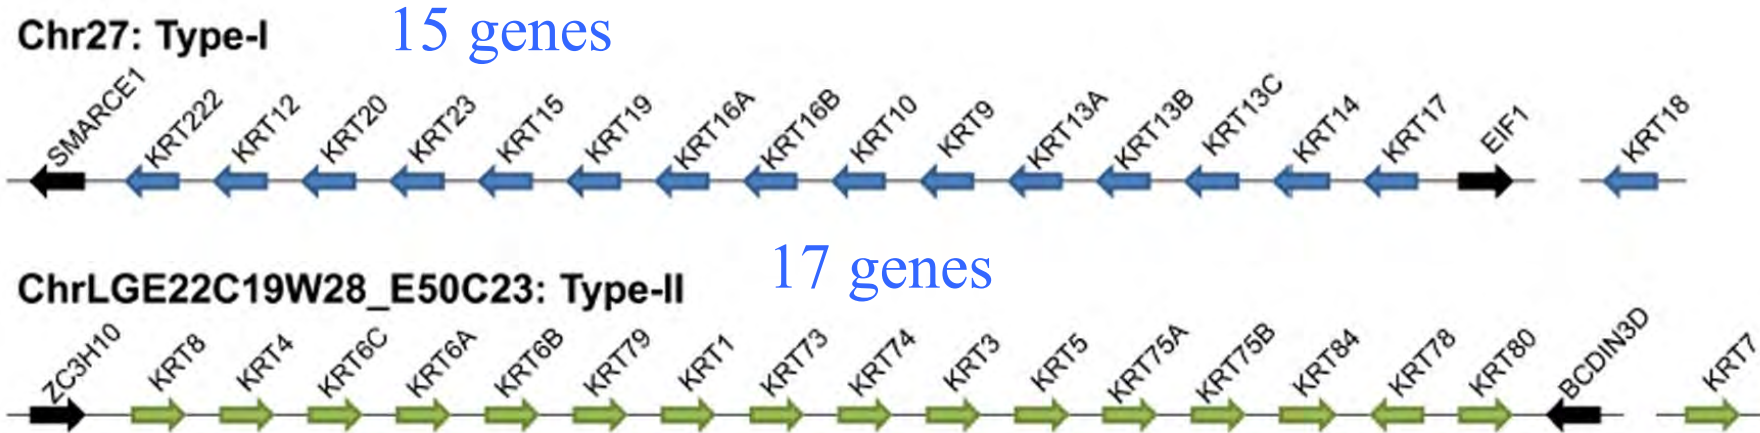 Chr27: Type-I 15 genes
SMARCE1 KRT222 KRT12 KRT20 KRT23 KRT15 KRT19 KRT16A KRT16B KRT10 KRT9 KRT13A KRT13B KRT13C KRT14 KRT17 EIF1 KRT18
ChrLGE22C19W28_E50C23: Type-II 17 genes
ZC3H10 KRT8 KRT4 KRT6C KRT6A KRT6B KRT79 KRT1 KRT73 KRT74 KRT3 KRT5 KRT75A KRT75B KRT84 KRT78 KRT80 BCDIN3D KRT7